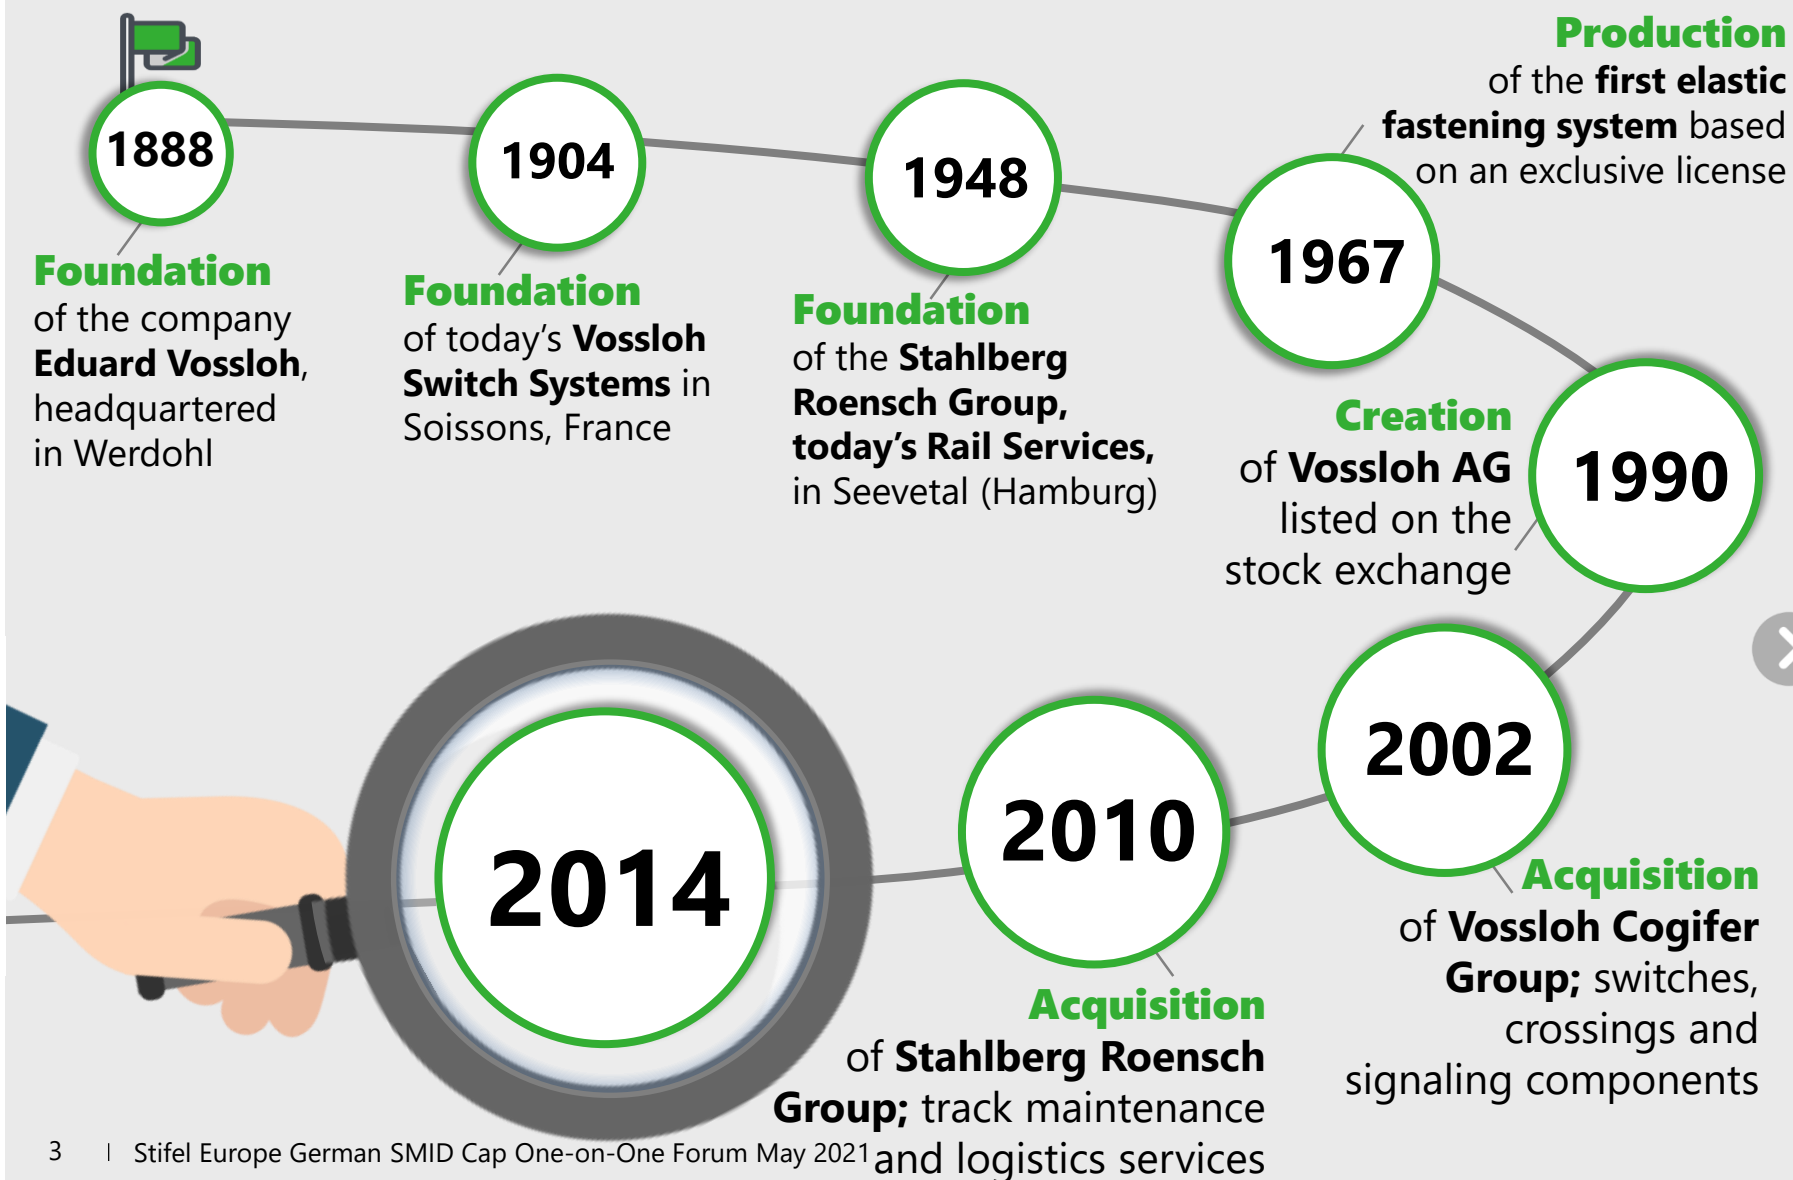 1888
Foundation
of the company
Eduard Vossloh,
headquartered
in Werdohl
1904
Foundation
of today’s Vossloh
Switch Systems in
Soissons, France
1948
Foundation
of the Stahlberg
Roensch Group,
today’s Rail Services,
in Seevetal (Hamburg)
Production
of the first elastic
fastening system based
on an exclusive license
1967
Creation
of Vossloh AG
listed on the
stock exchange
1990
2002
Acquisition
of Vossloh Cogifer
Group; switches,
crossings and
signaling components
2010
Acquisition
of Stahlberg Roensch
Group; track maintenance
and logistics services
2014
3 | Stifel Europe German SMID Cap One-on-One Forum May 2021